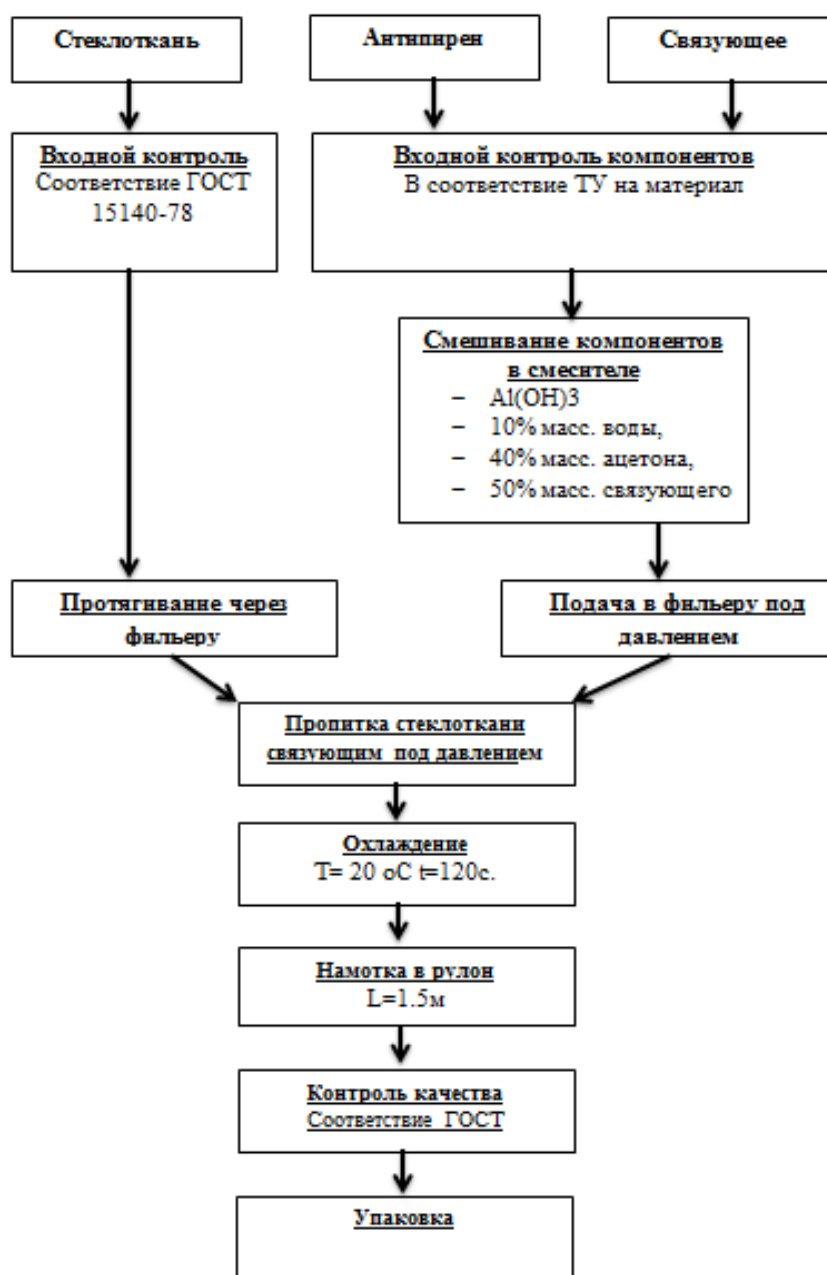 Стеклоткань
Антипирен
Связующее
Входной контроль
Соответствие ГОСТ
15140-78
Входной контроль компонентов
В соответствие ТУ на материал
Смешивание компонентов
в смесителе
– Al(OH)3
– 10% масс. воды,
– 40% масс. ацетона,
– 50% масс. связующего
Протягивание через
фильеру
Подача в фильеру под
давлением
Пропитка стеклоткани
связующим под давлением
Охлаждение
T= 20 oC t=120c.
Намотка в рулон
L=1.5м
Контроль качества
Соответствие ГОСТ
Упаковка